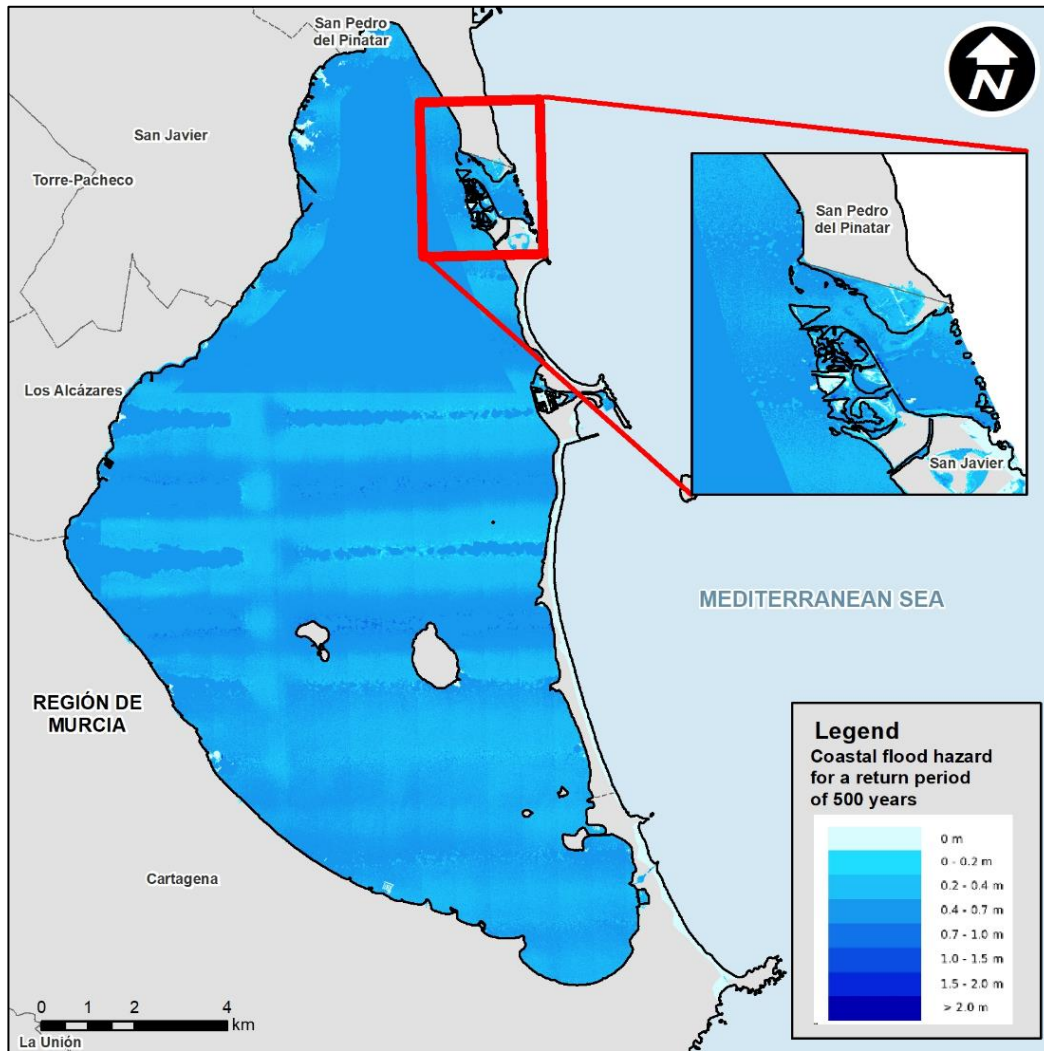 San Pedro
del Pinatar
N
San Javier
Torre-Pacheco
San Pedro
del Pinatar
Los Alcázares
San Javier
MEDITERRANEAN SEA
REGIÓN DE
MURCIA
Legend
Coastal flood hazard
for a return period
of 500 years
0 m
0 - 0.2 m
0.2 - 0.4 m
0.4 - 0.7 m
0.7 - 1.0 m
1.0 - 1.5 m
1.5 - 2.0 m
> 2.0 m
Cartagena
0 1 2 4
km
La Unión